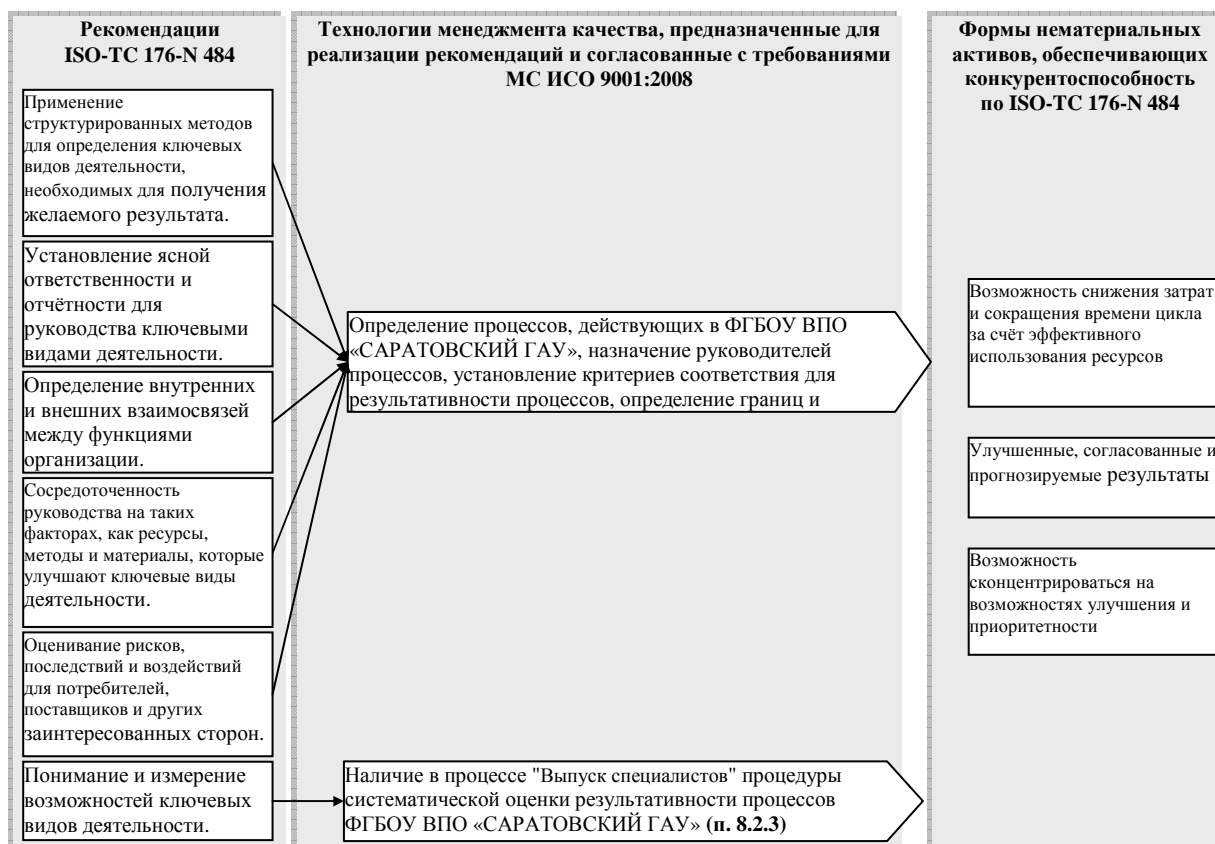 Рекомендации
ISO-TC 176-N 484
Применение
структурированных методов
для определения ключевых
видов деятельности,
необходимых для получения
желаемого результата.
Установление ясной
ответственности и
отчётности для
руководства ключевыми
видами деятельности.
Определение внутренних
и внешних взаимосвязей
между функциями
организации.
Сосредоточенность
руководства на таких
факторах, как ресурсы,
методы и материалы, которые
улучшают ключевые виды
деятельности.
Оценивание рисков,
последствий и воздействий
для потребителей,
поставщиков и других
заинтересованных сторон.
Понимание и измерение
возможностей ключевых
видов деятельности.
Технологии менеджмента качества, предназначенные для
реализации рекомендаций и согласованные с требованиями
МС ИСО 9001:2008
Определение процессов, действующих в ФГБОУ ВПО
«САРАТОВСКИЙ ГАУ», назначение руководителей
процессов, установление критериев соответствия для
результативности процессов, определение границ и
Наличие в процессе "Выпуск специалистов" процедуры
систематической оценки результативности процессов
ФГБОУ ВПО «САРАТОВСКИЙ ГАУ» (п. 8.2.3)
Формы нематериальных
активов, обеспечивающих
конкурентоспособность
по ISO-TC 176-N 484
Возможность снижения затрат
и сокращения времени цикла
за счёт эффективного
использования ресурсов
Улучшенные, согласованные и
прогнозируемые результаты
Возможность
сконцентрироваться на
возможностях улучшения и
приоритетности